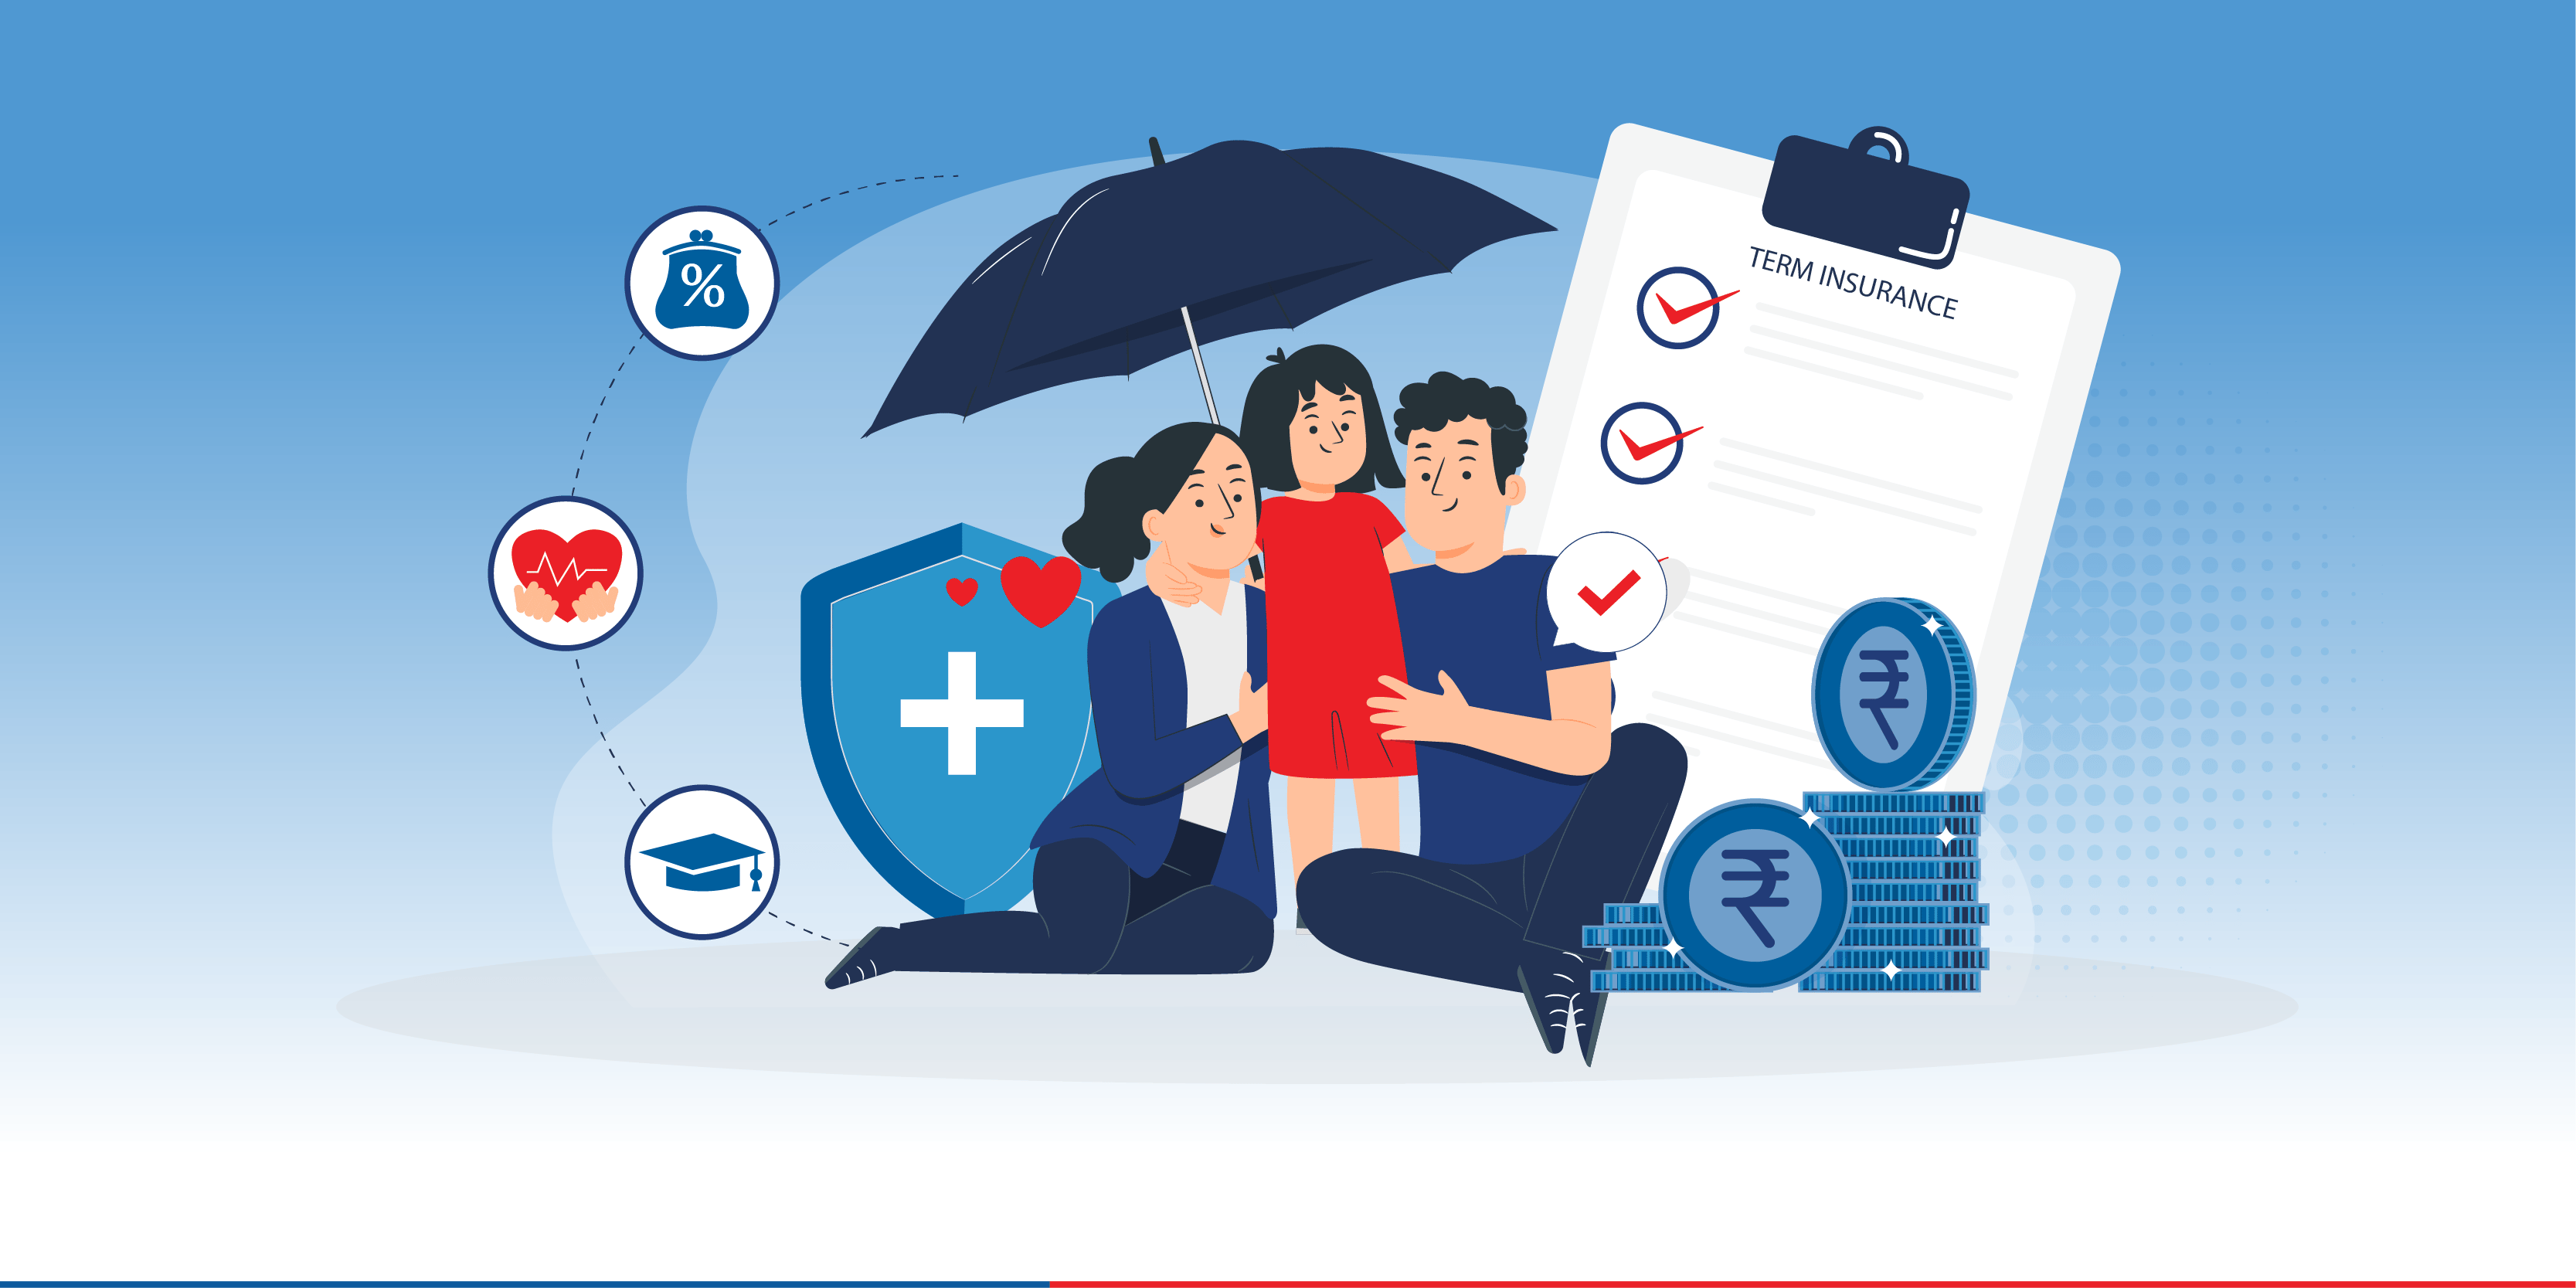 %
TERM INSURANCE
₹
₹